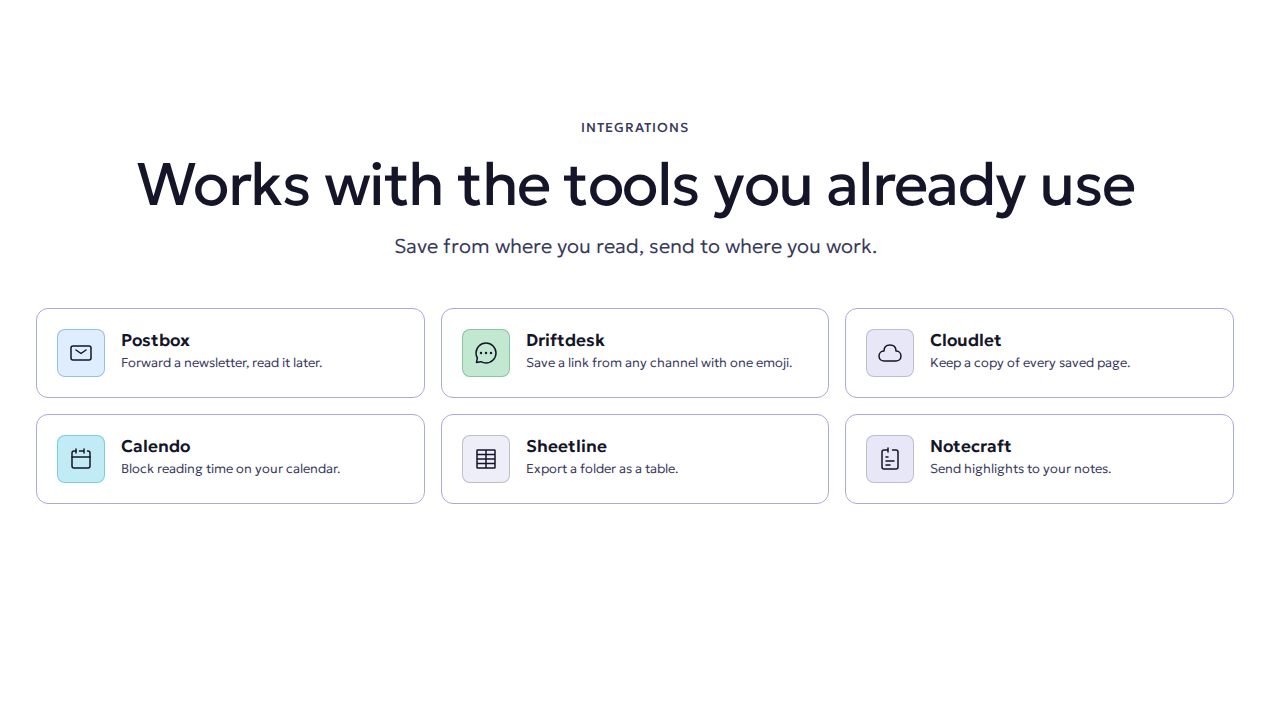 INTEGRATIONS
Works with the tools you already use
Save from where you read, send to where you work.
Postbox
Forward a newsletter, read it later.
Driftdesk
Save a link from any channel with one emoji.
Cloudlet
Keep a copy of every saved page.
Calendo
Block reading time on your calendar.
Sheetline
Export a folder as a table.
Notecraft
Send highlights to your notes.